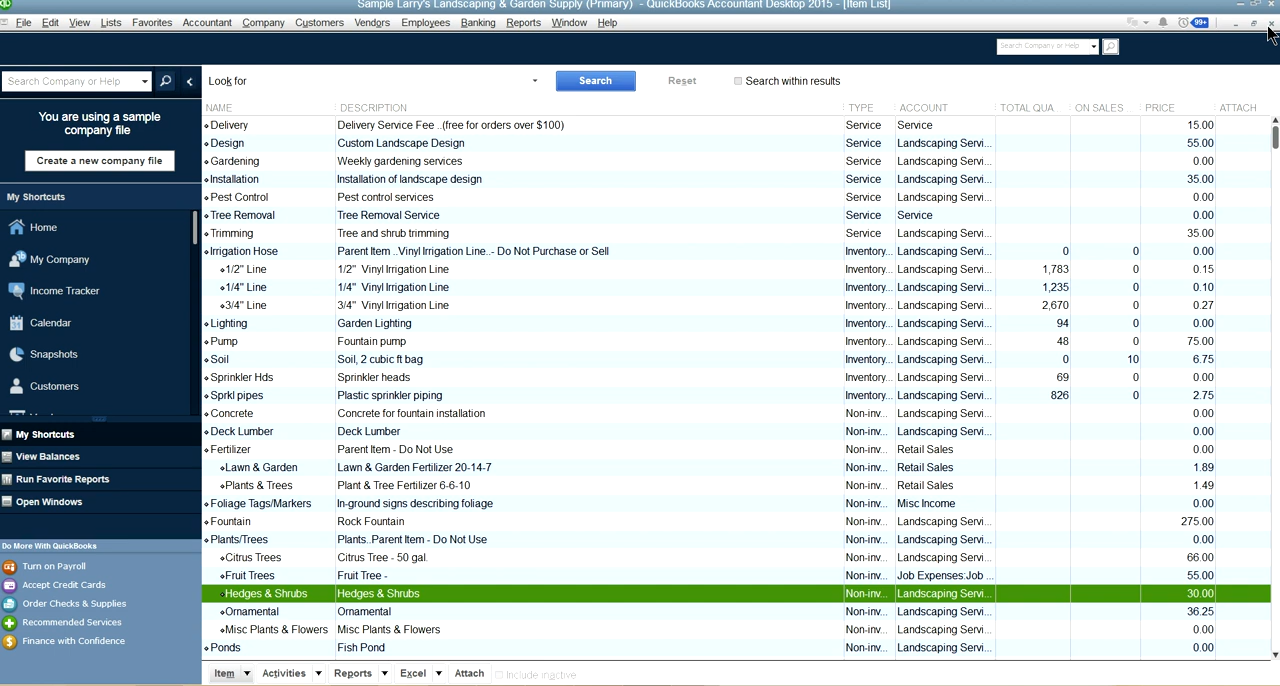 Sample Larry's Landscaping & Garden Supply (Primary) - QuickBooks Accountant Desktop 2015 - [Item List]
File Edit View Lists Favorites Accountant Company Customers Vendors Employees Banking Reports Window Help 99+
Search Company or Help
Search Company or Help
Look for Search Reset Search within results
You are using a sample
company file
Create a new company file
My Shortcuts
Home
My Company
Income Tracker
Calendar
Snapshots
Customers
My Shortcuts
View Balances
Run Favorite Reports
Open Windows
Do More With QuickBooks
Turn on Payroll
Accept Credit Cards
Order Checks & Supplies
Recommended Services
Finance with Confidence
NAME DESCRIPTION TYPE ACCOUNT TOTAL QUA... ON SALES... PRICE ATTACH
Delivery Delivery Service Fee ..(free for orders over $100) Service Service 15.00
Design Custom Landscape Design Service Landscaping Servi... 55.00
Gardening Weekly gardening services Service Landscaping Servi... 0.00
Installation Installation of landscape design Service Landscaping Servi... 35.00
Pest Control Pest control services Service Landscaping Servi... 0.00
Tree Removal Tree Removal Service Service Service 0.00
Trimming Tree and shrub trimming Service Landscaping Servi... 35.00
Irrigation Hose Parent Item ..Vinyl Irrigation Line..- Do Not Purchase or Sell Inventory... Landscaping Servi... 0 0 0.00
1/2" Line 1/2" Vinyl Irrigation Line Inventory... Landscaping Servi... 1,783 0 0.15
1/4" Line 1/4" Vinyl Irrigation Line Inventory... Landscaping Servi... 1,235 0 0.10
3/4" Line 3/4" Vinyl Irrigation Line Inventory... Landscaping Servi... 2,670 0 0.27
Lighting Garden Lighting Inventory... Landscaping Servi... 94 0 0.00
Pump Fountain pump Inventory... Landscaping Servi... 48 0 75.00
Soil Soil, 2 cubic ft bag Inventory... Landscaping Servi... 0 10 6.75
Sprinkler Hds Sprinkler heads Inventory... Landscaping Servi... 69 0 0.00
Sprkl pipes Plastic sprinkler piping Inventory... Landscaping Servi... 826 0 2.75
Concrete Concrete for fountain installation Non-inv... Landscaping Servi... 0.00
Deck Lumber Deck Lumber Non-inv... Landscaping Servi... 0.00
Fertilizer Parent Item - Do Not Use Non-inv... Retail Sales 0.00
Lawn & Garden Lawn & Garden Fertilizer 20-14-7 Non-inv... Retail Sales 1.89
Plants & Trees Plant & Tree Fertilizer 6-6-10 Non-inv... Retail Sales 1.49
Foliage Tags/Markers In-ground signs describing foliage Non-inv... Misc Income 0.00
Fountain Rock Fountain Non-inv... Landscaping Servi... 275.00
Plants/Trees Plants..Parent Item - Do Not Use Non-inv... Landscaping Servi... 0.00
Citrus Trees Citrus Tree - 50 gal. Non-inv... Landscaping Servi... 66.00
Fruit Trees Fruit Tree - Non-inv... Job Expenses:Job ... 55.00
Hedges & Shrubs Hedges & Shrubs Non-inv... Landscaping Servi... 30.00
Ornamental Ornamental Non-inv... Landscaping Servi... 36.25
Misc Plants & Flowers Misc Plants & Flowers Non-inv... Landscaping Servi... 0.00
Ponds Fish Pond Non-inv... Landscaping Servi... 0.00
Item Activities Reports Excel Attach Include inactive